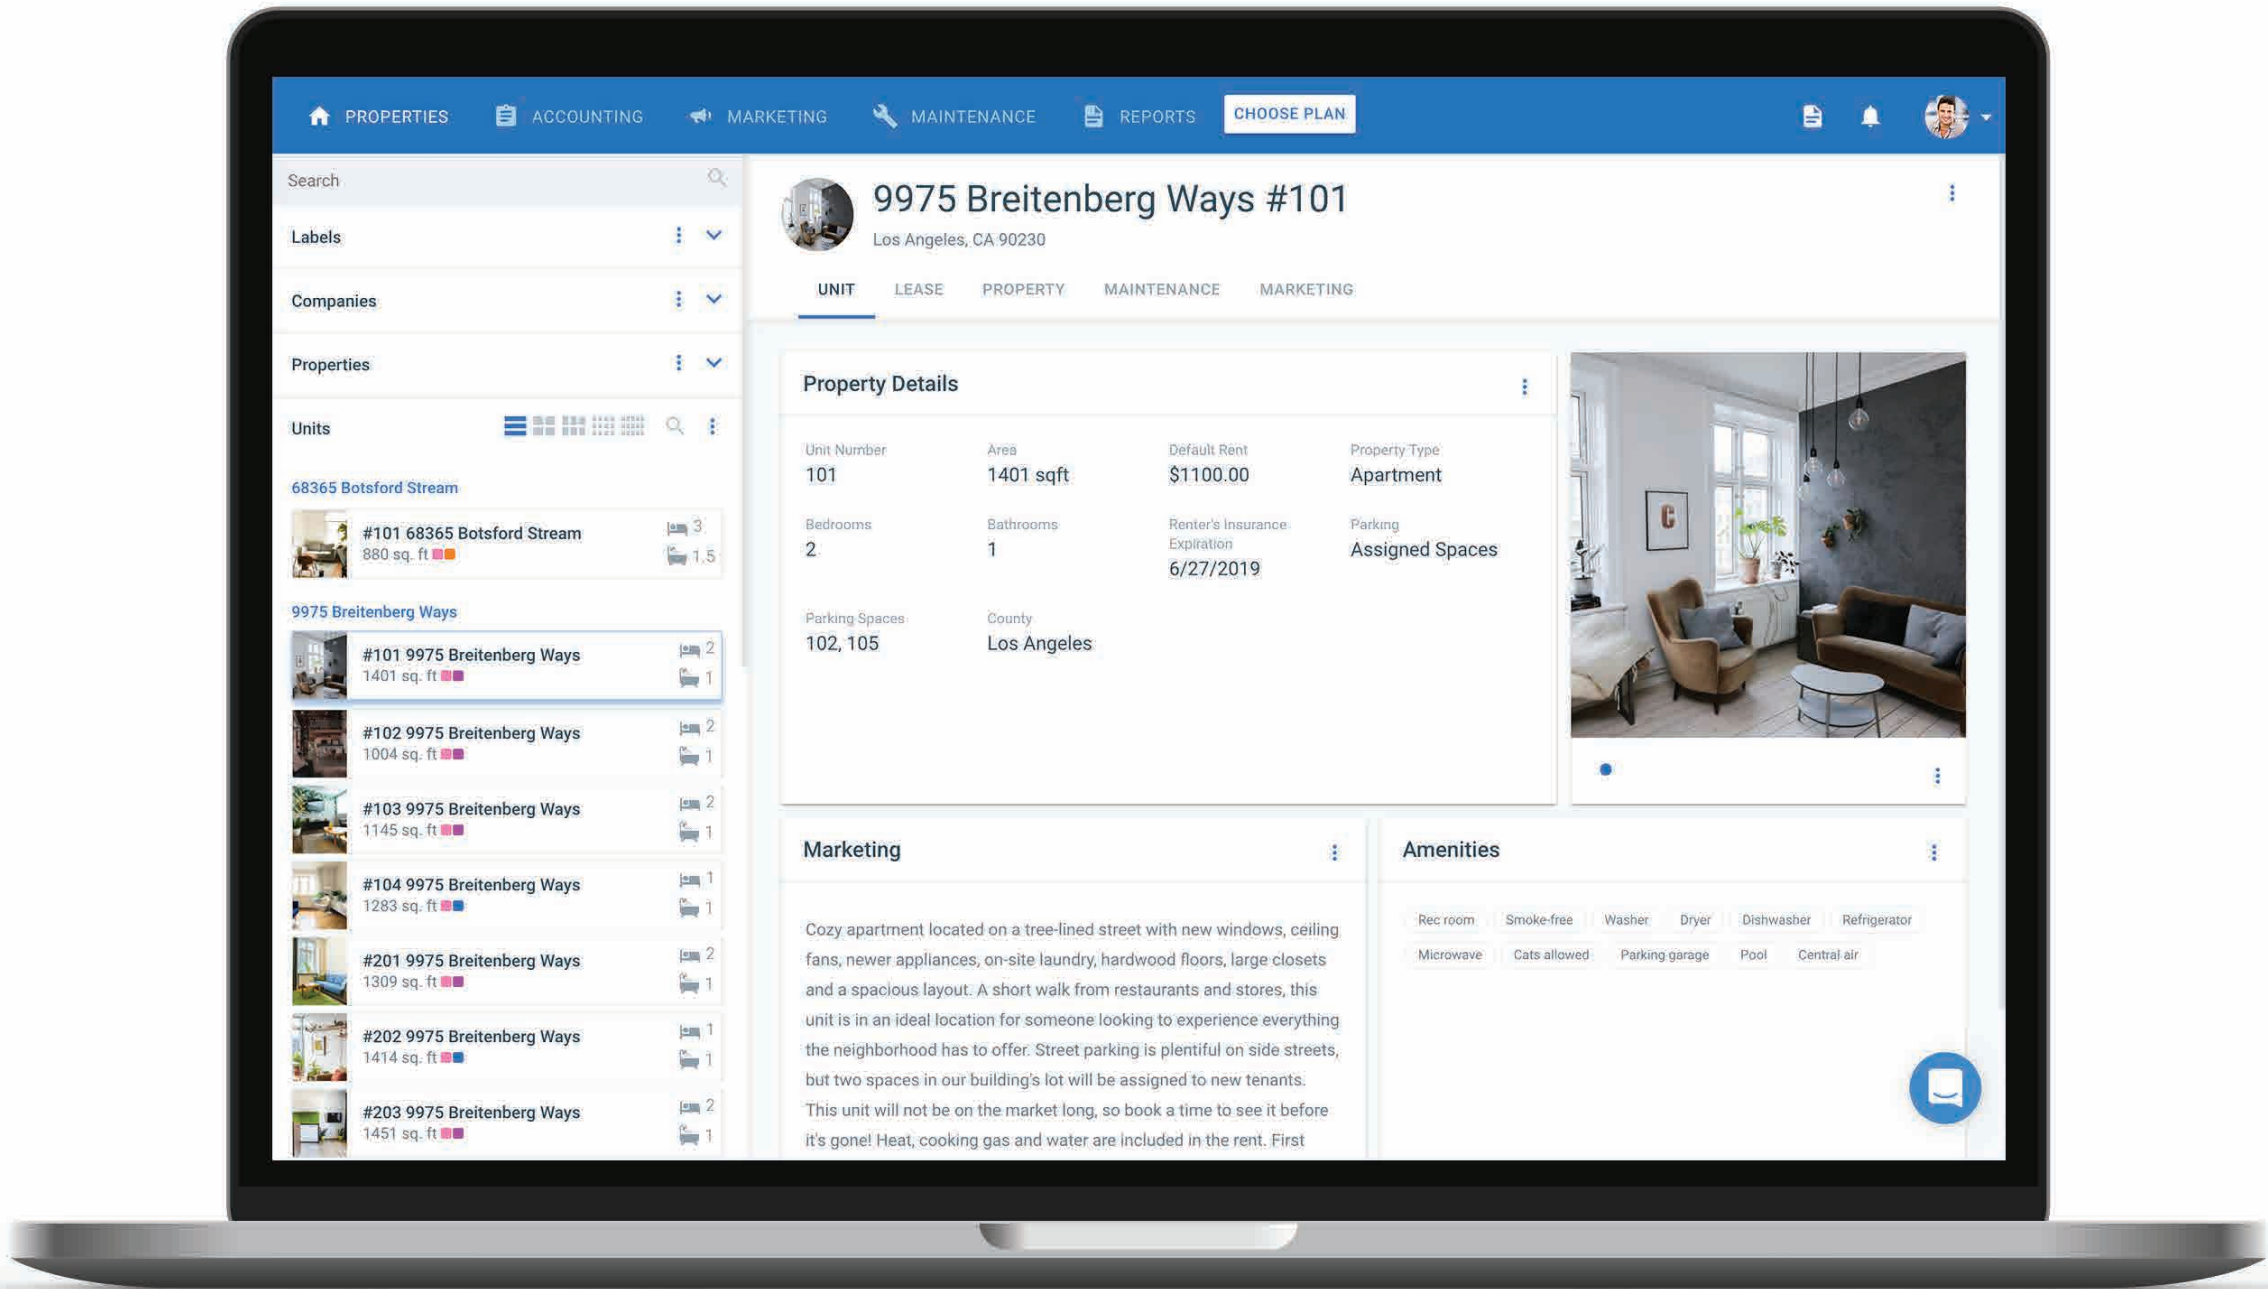 PROPERTIES ACCOUNTING MARKETING MAINTENANCE REPORTS CHOOSE PLAN
Search
Labels
Companies
Properties
Units
68365 Botsford Stream
#101 68365 Botsford Stream 3
880 sq. ft 1.5
9975 Breitenberg Ways
#101 9975 Breitenberg Ways 2
1401 sq. ft 1
#102 9975 Breitenberg Ways 2
1004 sq. ft 1
#103 9975 Breitenberg Ways 2
1145 sq. ft 1
#104 9975 Breitenberg Ways 1
1283 sq. ft 1
#201 9975 Breitenberg Ways 2
1309 sq. ft 1
#202 9975 Breitenberg Ways 1
1414 sq. ft 1
#203 9975 Breitenberg Ways 2
1451 sq. ft 1
9975 Breitenberg Ways #101
Los Angeles, CA 90230
UNIT LEASE PROPERTY MAINTENANCE MARKETING
Property Details
Unit Number Area Default Rent Property Type
101 1401 sqft $1100.00 Apartment
Bedrooms Bathrooms Renter's Insurance Parking
Expiration
2 1 Assigned Spaces
6/27/2019
Parking Spaces County
102, 105 Los Angeles
C
Marketing
Cozy apartment located on a tree-lined street with new windows, ceiling
fans, newer appliances, on-site laundry, hardwood floors, large closets
and a spacious layout. A short walk from restaurants and stores, this
unit is in an ideal location for someone looking to experience everything
the neighborhood has to offer. Street parking is plentiful on side streets,
but two spaces in our building's lot will be assigned to new tenants.
This unit will not be on the market long, so book a time to see it before
it's gone! Heat, cooking gas and water are included in the rent. First
Amenities
Rec room Smoke-free Washer Dryer Dishwasher Refrigerator
Microwave Cats allowed Parking garage Pool Central air